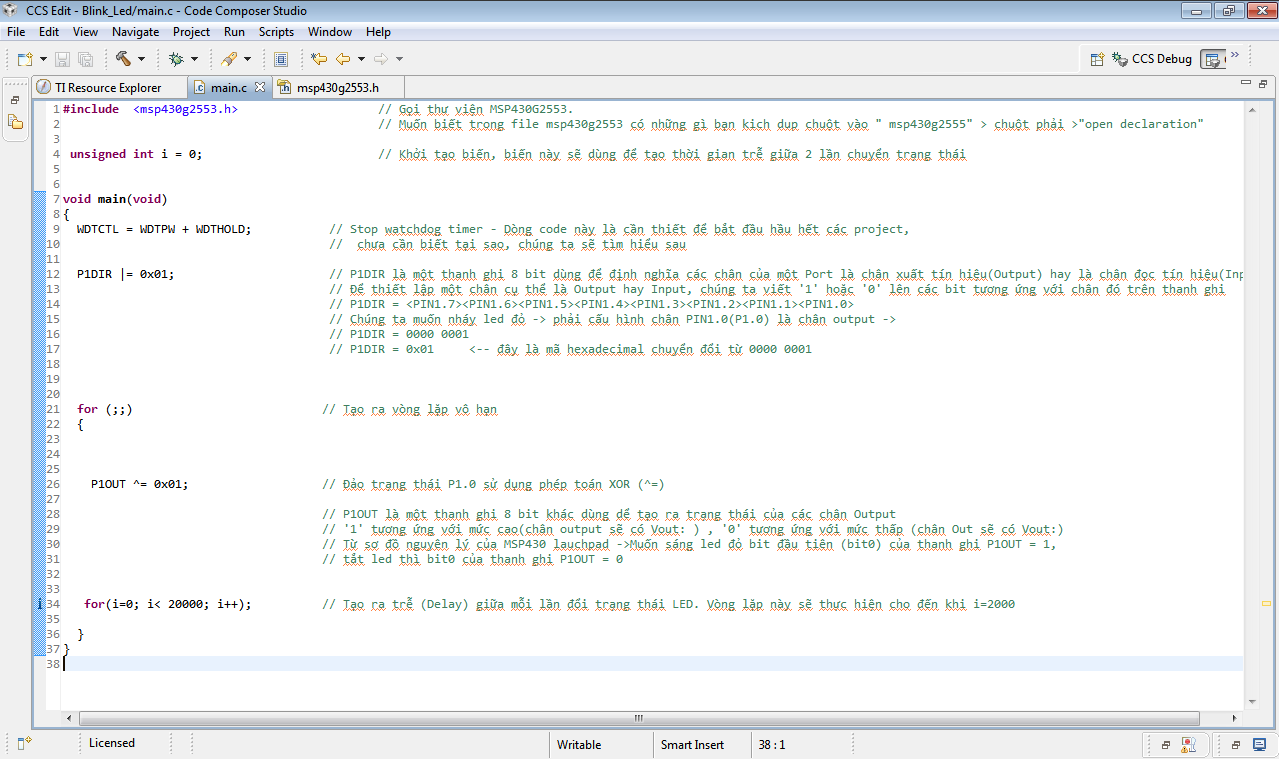 CCS Edit - Blink_Led/main.c - Code Composer Studio
File Edit View Navigate Project Run Scripts Window Help
CCS Debug
TI Resource Explorer main.c msp430g2553.h
1 #include <msp430g2553.h> // Gọi thư viện MSP430G2553.
2 // Muốn biết trong file msp430g2553 có những gì bạn kich dup chuột vào " msp430g2555" > chuột phải >"open declaration"
3
4 unsigned int i = 0; // Khởi tạo biến, biến này sẽ dùng để tạo thời gian trễ giữa 2 lần chuyển trạng thái
5
6
7 void main(void)
8 {
9 WDTCTL = WDTPW + WDTHOLD; // Stop watchdog timer - Dòng code này là cần thiết để bắt đầu hầu hết các project,
10 // chưa cần biết tại sao, chúng ta sẽ tìm hiểu sau
11
12 P1DIR |= 0x01; // P1DIR là một thanh ghi 8 bit dùng để định nghĩa các chân của một Port là chân xuất tín hiệu(Output) hay là chân đọc tín hiệu(Inp
13 // Để thiết lập một chân cụ thể là Output hay Input, chúng ta viết '1' hoặc '0' lên các bit tương ứng với chân đó trên thanh ghi
14 // P1DIR = <PIN1.7><PIN1.6><PIN1.5><PIN1.4><PIN1.3><PIN1.2><PIN1.1><PIN1.0>
15 // Chúng ta muốn nháy led đỏ -> phải cấu hình chân PIN1.0(P1.0) là chân output ->
16 // P1DIR = 0000 0001
17 // P1DIR = 0x01 <-- đây là mã hexadecimal chuyển đổi từ 0000 0001
18
19
20
21 for (;;) // Tạo ra vòng lặp vô hạn
22 {
23
24
25
26 P1OUT ^= 0x01; // Đảo trạng thái P1.0 sử dụng phép toán XOR (^=)
27
28 // P1OUT là một thanh ghi 8 bit khác dùng để tạo ra trạng thái của các chân Output
29 // '1' tương ứng với mức cao(chân output sẽ có Vout: ) , '0' tương ứng với mức thấp (chân Out sẽ có Vout:)
30 // Từ sơ đồ nguyên lý của MSP430 lauchpad ->Muốn sáng led đỏ bit đầu tiên (bit0) của thanh ghi P1OUT = 1,
31 // tắt led thì bit0 của thanh ghi P1OUT = 0
32
33
34 for(i=0; i< 20000; i++); // Tạo ra trễ (Delay) giữa mỗi lần đổi trạng thái LED. Vòng lặp này sẽ thực hiện cho đến khi i=2000
35
36 }
37 }
38
Licensed Writable Smart Insert 38 : 1